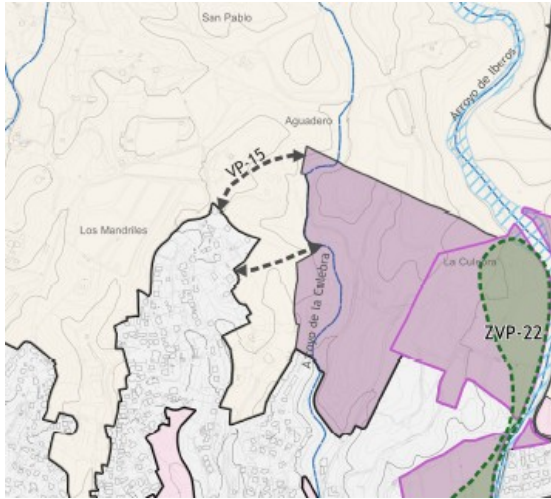 San Pablo
Arroyo de Iberos
Aguadero
VP-15
Los Mandriles
La Culebra
Arroyo de la Culebra
ZVP-22